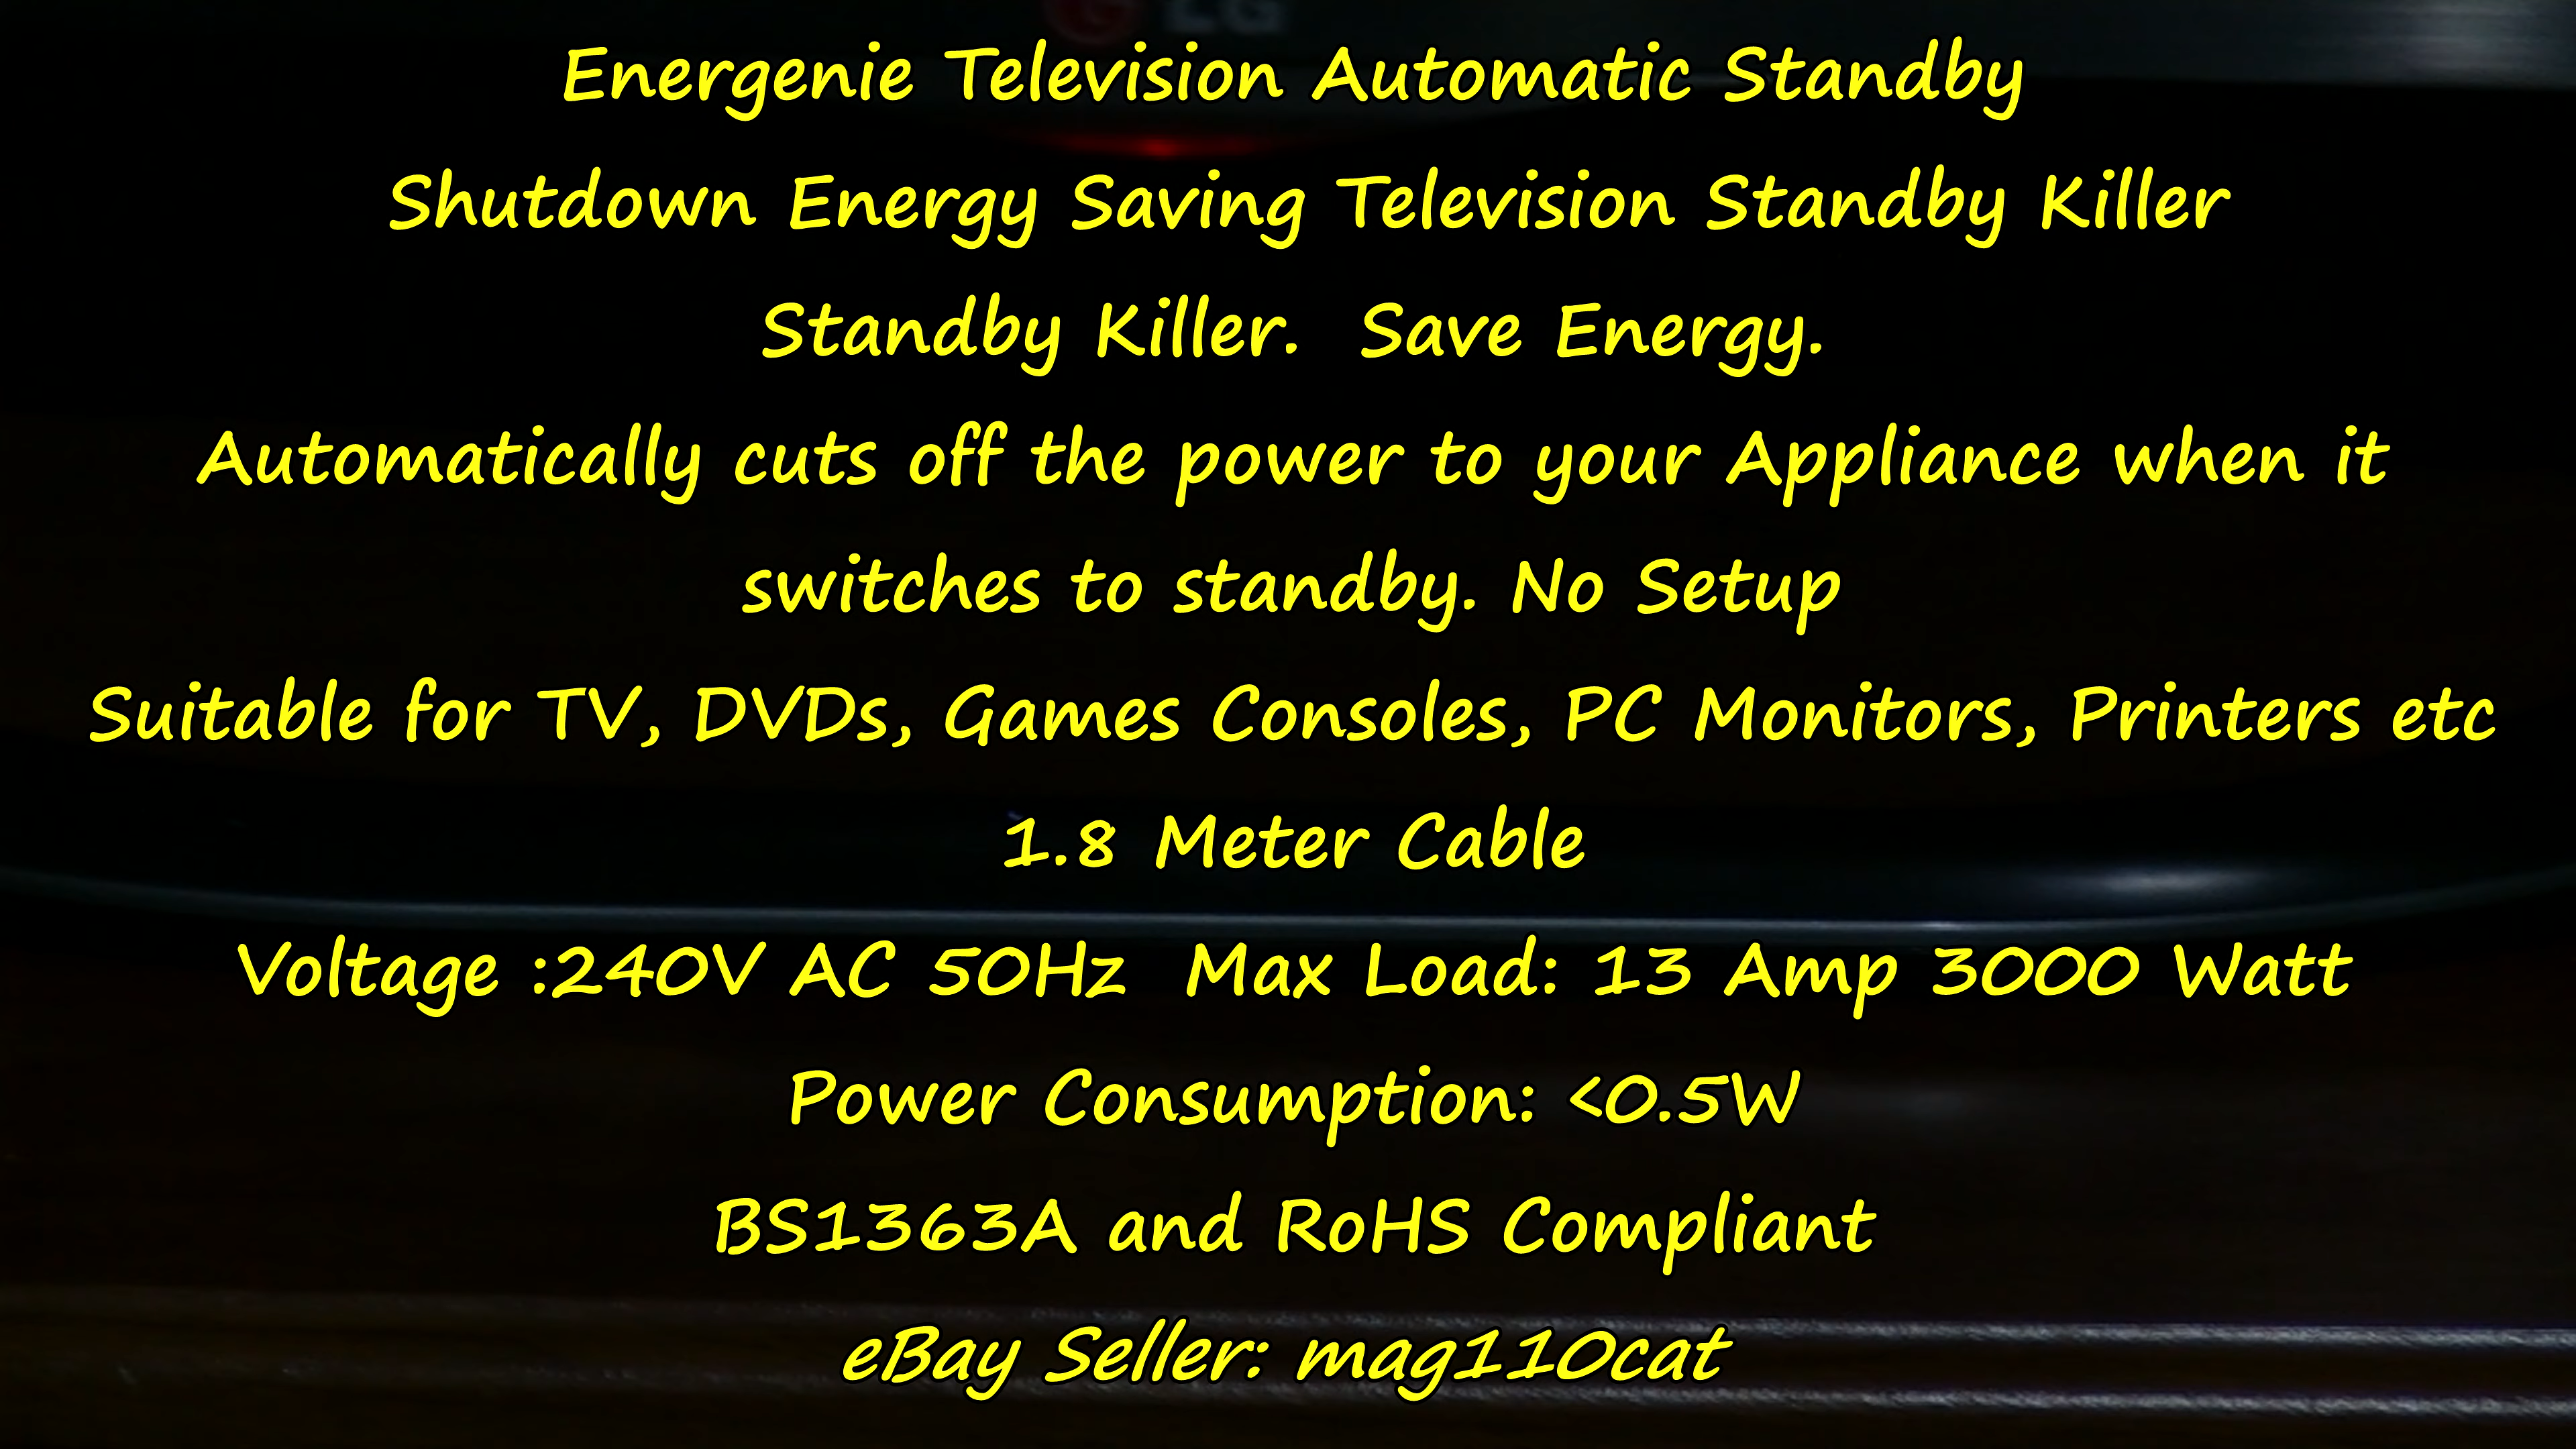 LG
Energenie Television Automatic Standby
Shutdown Energy Saving Television Standby Killer
Standby Killer.  Save Energy.
Automatically cuts off the power to your Appliance when it
switches to standby. No Setup
Suitable for TV, DVDs, Games Consoles, PC Monitors, Printers etc
1.8 Meter Cable
Voltage :240V AC 50Hz  Max Load: 13 Amp 3000 Watt
Power Consumption: <0.5W
BS1363A and RoHS Compliant
eBay Seller: mag110cat